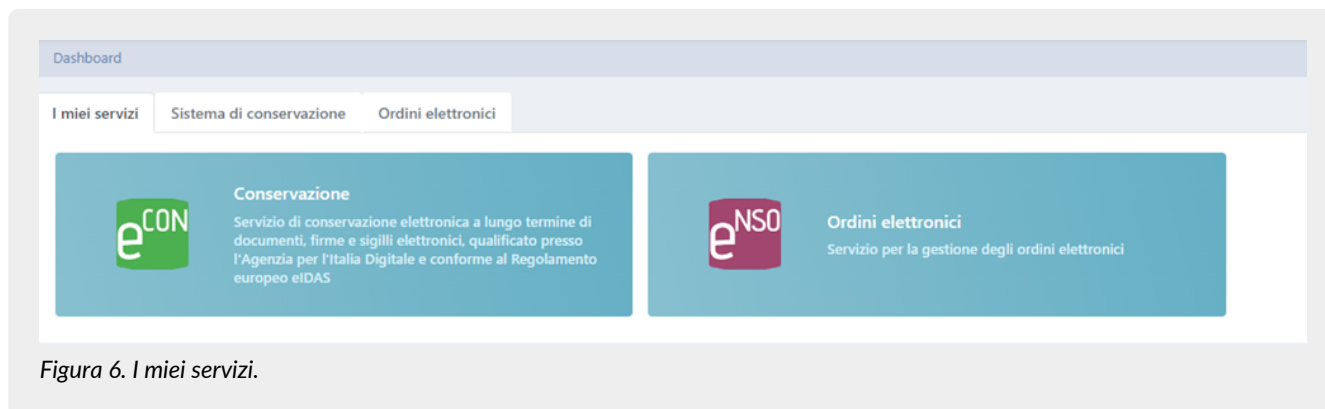 Dashboard
I miei servizi Sistema di conservazione Ordini elettronici
eCON
Conservazione
Servizio di conservazione elettronica a lungo termine di
documenti, firme e sigilli elettronici, qualificato presso
l'Agenzia per l'Italia Digitale e conforme al Regolamento
europeo eIDAS
eNSO
Ordini elettronici
Servizio per la gestione degli ordini elettronici
Figura 6. I miei servizi.